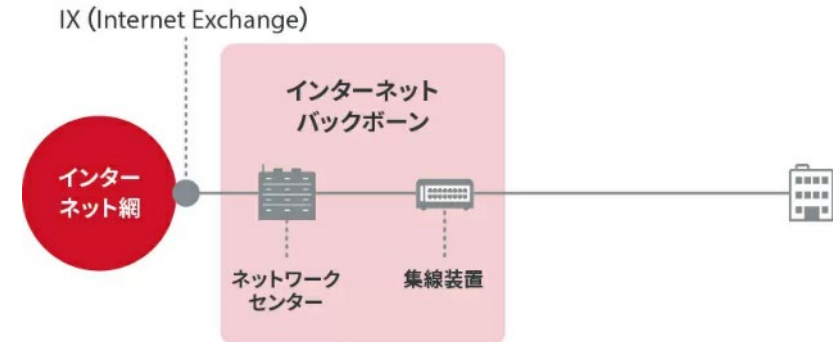 IX (Internet Exchange)
インターネット
バックボーン
インター
ネット網
ネットワーク
センター
集線装置